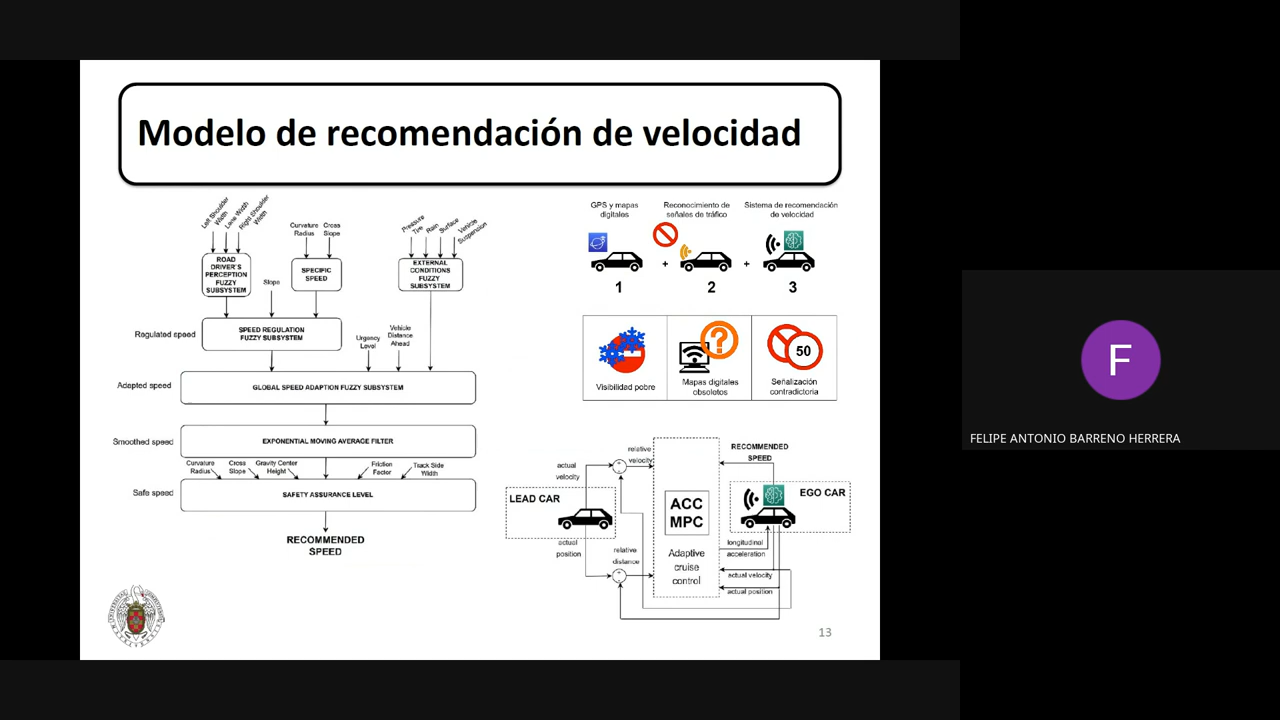 Modelo de recomendación de velocidad
Left Shoulder
Width
Lane Width
Right Shoulder
Width
Curvature
Radius
Cross
Slope
Pressure
Tire
Rain
Surface
Vehicle
Suspension
ROAD
DRIVER'S
PERCEPTION
FUZZY
SUBSYSTEM
SPECIFIC
SPEED
EXTERNAL
CONDITIONS
FUZZY
SUBSYSTEM
Slope
Regulated speed
SPEED REGULATION
FUZZY SUBSYSTEM
Urgency
Level
Vehicle
Distance
Ahead
Adapted speed
GLOBAL SPEED ADAPTION FUZZY SUBSYSTEM
Smoothed speed
EXPONENTIAL MOVING AVERAGE FILTER
Curvature
Radius
Cross
Slope
Gravity Center
Height
Friction
Factor
Track Side
Width
Safe speed
SAFETY ASSURANCE LEVEL
RECOMMENDED
SPEED
GPS y mapas
digitales
Reconocimiento de
señales de tráfico
Sistema de recomendación
de velocidad
+
+
1
2
3
?
50
Visibilidad pobre
Mapas digitales
obsoletos
Señalización
contradictoria
relative
velocity
RECOMMENDED
SPEED
actual
velocity
LEAD CAR
ACC
MPC
EGO CAR
actual
position
relative
distance
Adaptive
cruise
control
longitudinal
acceleration
actual velocity
actual position
13
F
FELIPE ANTONIO BARRENO HERRERA